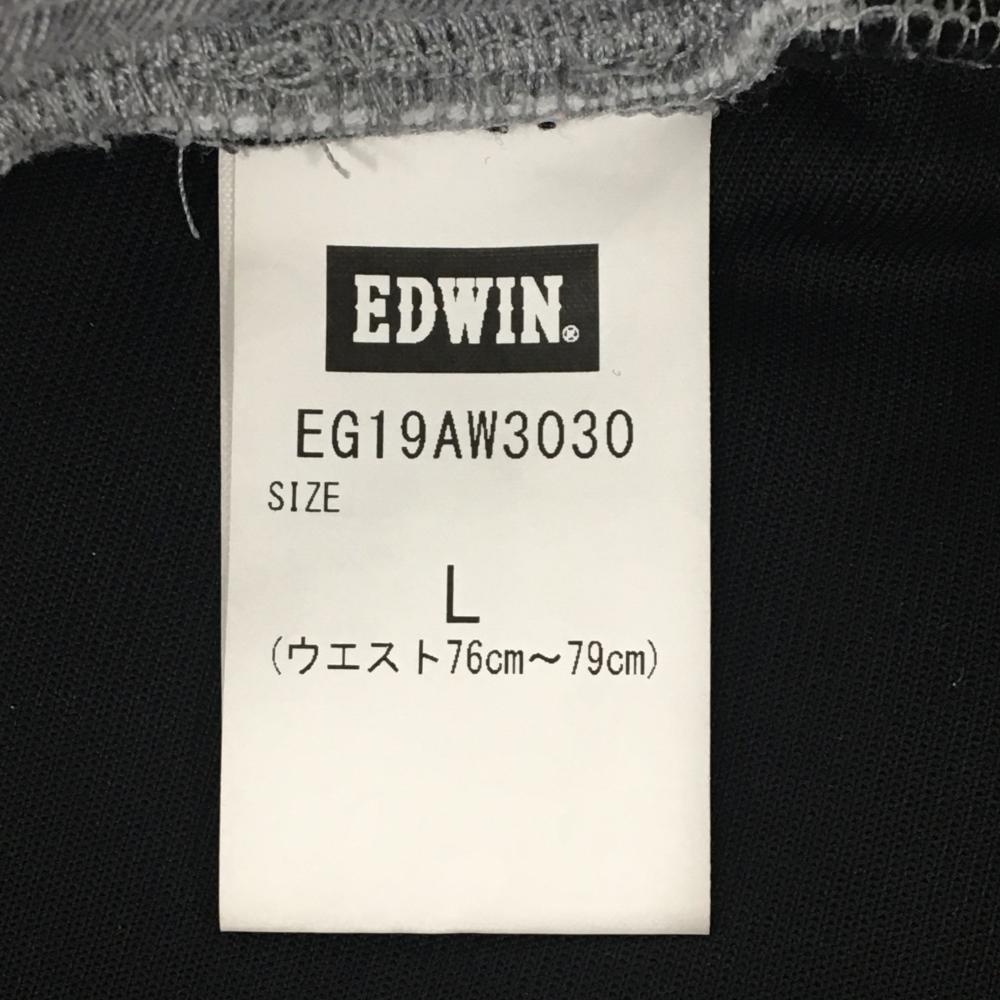 EDWIN®
EG19AW3030
SIZE
L
(ウエスト76cm～79cm)